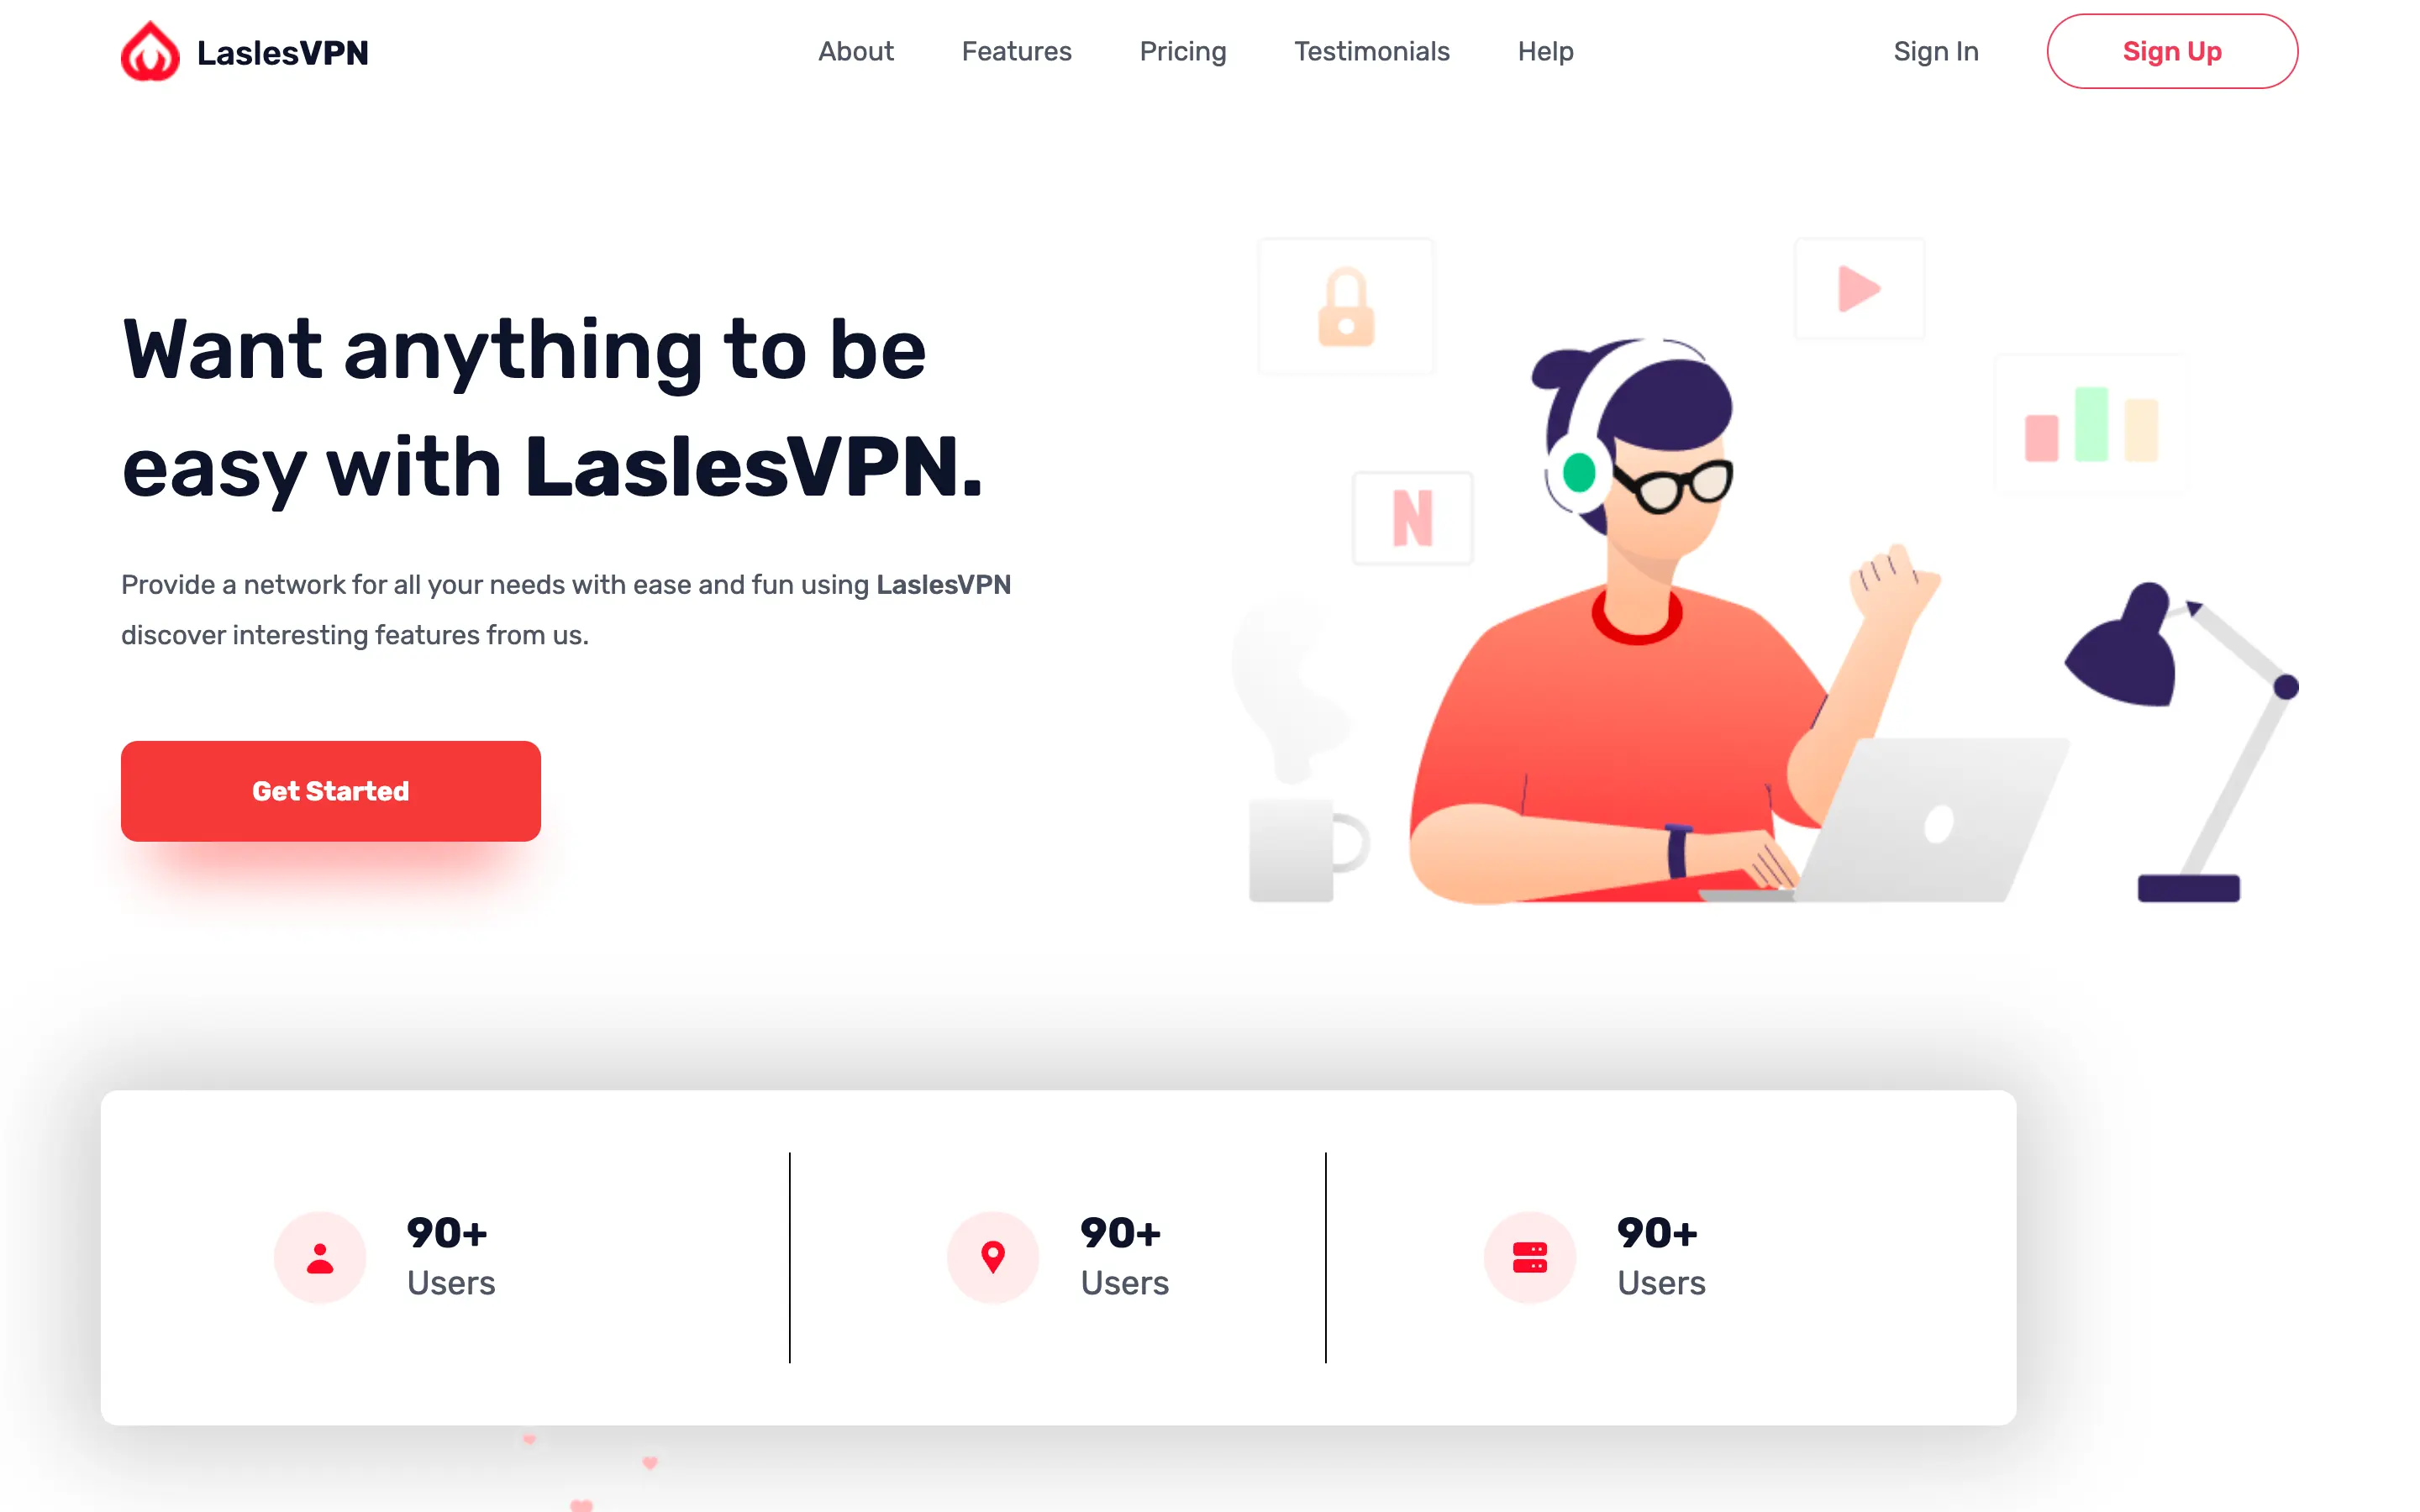 LaslesVPN
About
Features
Pricing
Testimonials
Help
Sign In
Sign Up
Want anything to be
easy with LaslesVPN.
Provide a network for all your needs with ease and fun using LaslesVPN
discover interesting features from us.
Get Started
N
90+
Users
90+
Users
90+
Users